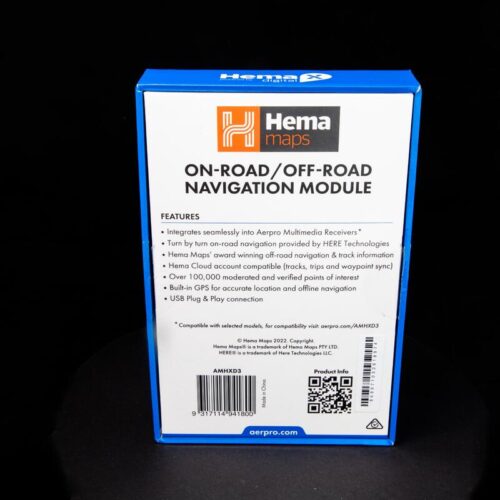 Hema X
Hema
maps
ON-ROAD/OFF-ROAD
NAVIGATION MODULE
FEATURES
• Integrates seamlessly into Aerpro Multimedia Receivers*
• Turn by turn on-road navigation provided by HERE Technologies
• Hema Maps' award winning off-road navigation & track information
• Hema Cloud account compatible (tracks, trips and waypoint sync)
• Over 100,000 moderated and verified points of interest
• Built-in GPS for accurate location and offline navigation
• USB Plug & Play connection
*Compatible with selected models, for compatibility visit: aerpro.com/AMHXD3
© Hema Maps 2022. Copyright.
Hema Maps® is a trademark of Hema Maps PTY LTD.
HERE® is a trademark of Here Technologies LLC.
AMHXD3
Product Info
Made in China.
9 317114 941800
aerpro.com